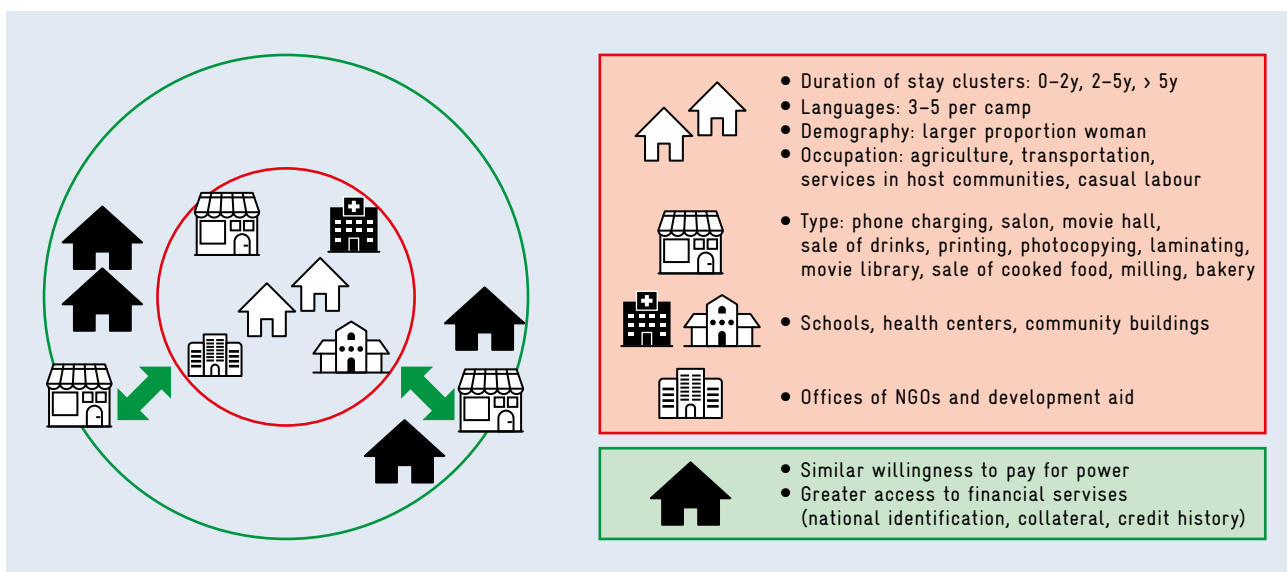 • Duration of stay clusters: 0–2y, 2–5y, > 5y
• Languages: 3–5 per camp
• Demography: larger proportion woman
• Occupation: agriculture, transportation,
services in host communities, casual labour
• Type: phone charging, salon, movie hall,
sale of drinks, printing, photocopying, laminating,
movie library, sale of cooked food, milling, bakery
• Schools, health centers, community buildings
• Offices of NGOs and development aid
• Similar willingness to pay for power
• Greater access to financial servises
(national identification, collateral, credit history)